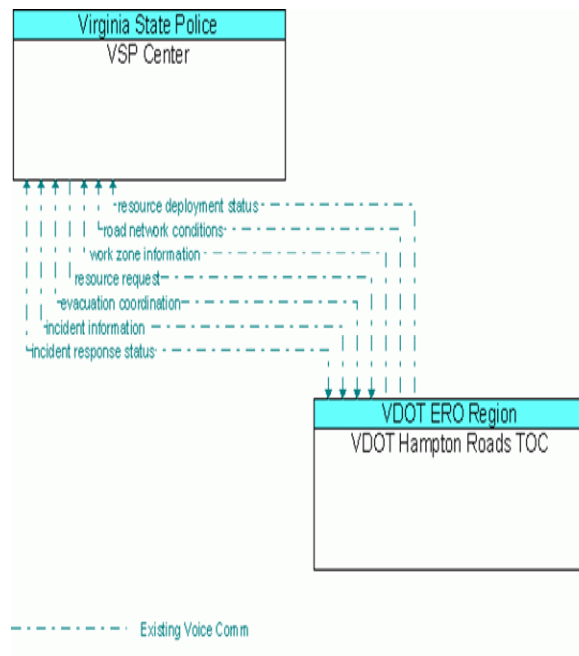 Virginia State Police
VSP Center
resource deployment status
road network conditions
work zone information
resource request
evacuation coordination
incident information
incident response status
VDOT ERO Region
VDOT Hampton Roads TOC
Existing Voice Comm